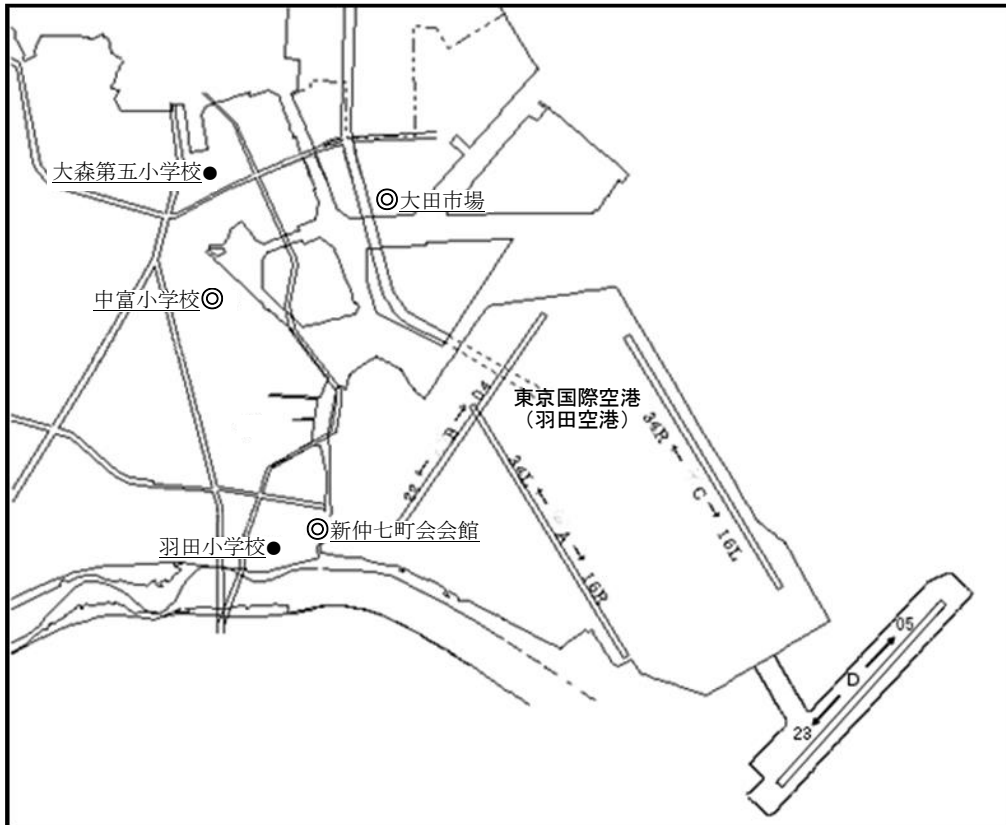 大森第五小学校●
◎大田市場
中富小学校◎
東京国際空港
（羽田空港）
04
B
22
34R
C
16L
34L
A
16R
◎新仲七町会会館
羽田小学校●
05
D
23